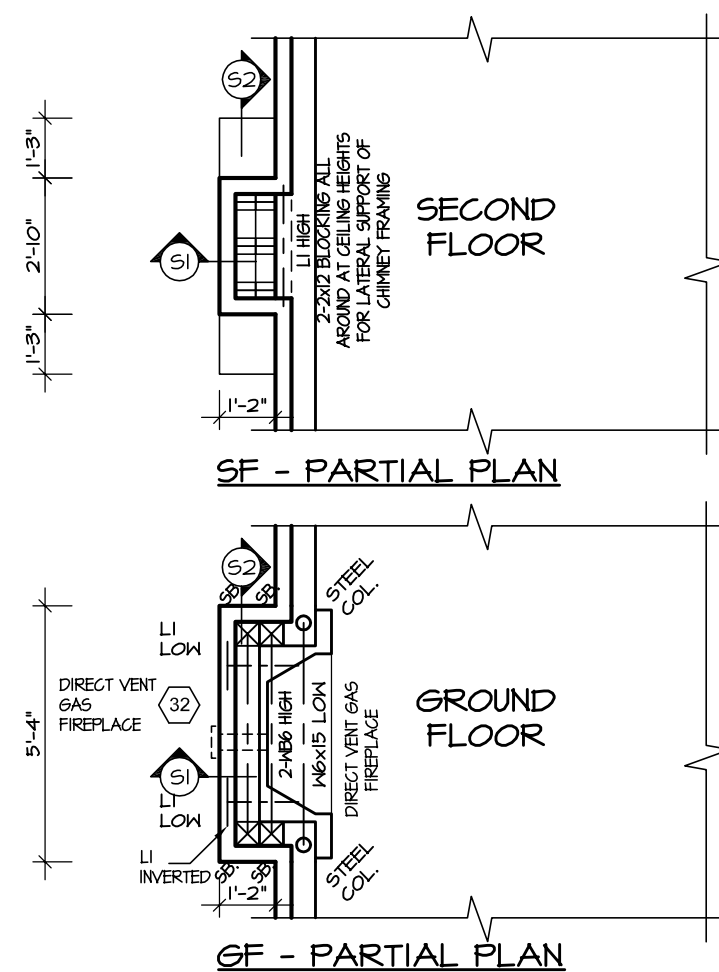 S2
1'-3"
2'-10"
1'-3"
S1
L1 HIGH
2-2x12 BLOCKING ALL
AROUND AT CEILING HEIGHTS
FOR LATERAL SUPPORT OF
CHIMNEY FRAMING
SECOND
FLOOR
1'-2"
SF - PARTIAL PLAN
S2
SB.
SB.
STEEL
COL.
L1
LOW
DIRECT VENT
GAS
FIREPLACE
32
5'-4"
2-WB6 HIGH
W6x15 LOW
DIRECT VENT GAS
FIREPLACE
GROUND
FLOOR
S1
L1
LOW
L1
INVERTED
SB.
SB.
STEEL
COL.
1'-2"
GF - PARTIAL PLAN